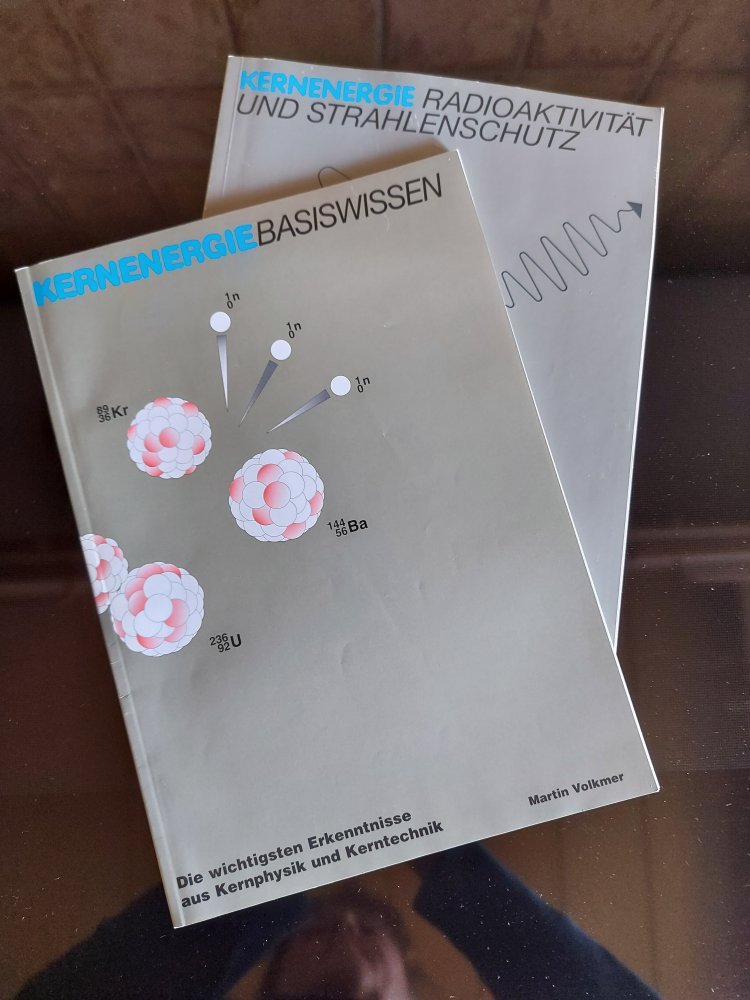 KERNENERGIE RADIOAKTIVITÄT
UND STRAHLENSCHUTZ
KERNENERGIEBASISWISSEN
1
0n
1
0n
1
0n
89
36Kr
144
56Ba
236
92U
Martin Volkmer
Die wichtigsten Erkenntnisse
aus Kernphysik und Kerntechnik